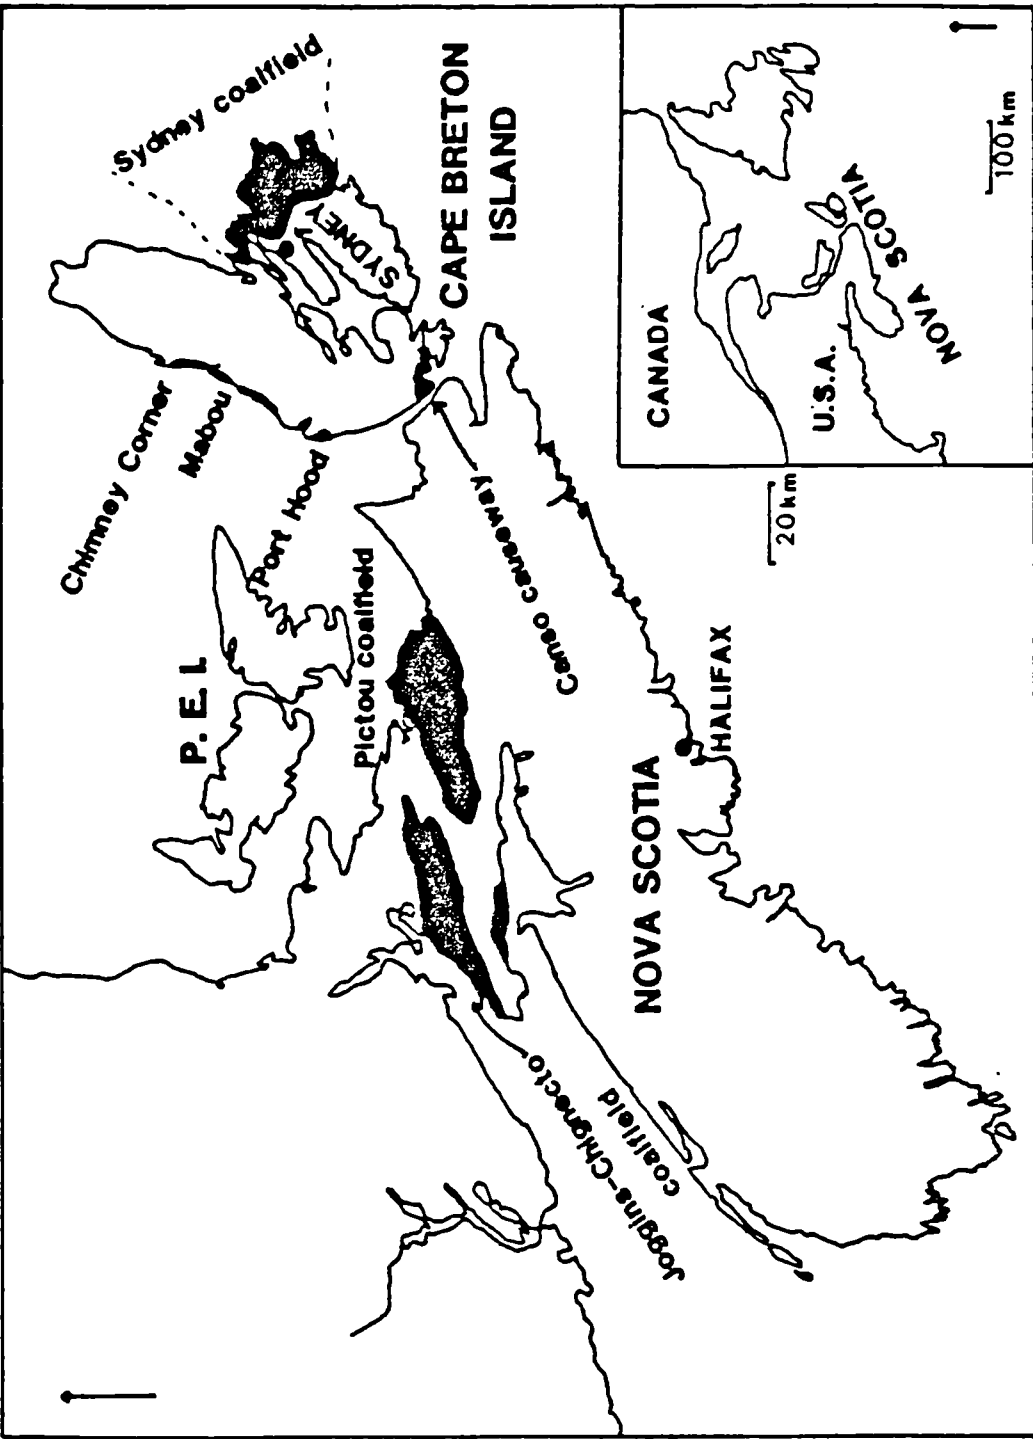 Sydney coalfield
SYDNEY
CAPE BRETON
ISLAND
Chimney Corner
Mabou
Port Hood
P. E. I.
Pictou coalfield
Canso causeway
HALIFAX
NOVA SCOTIA
Joggins-Chignecto
coalfield
20 km
CANADA
U.S.A.
NOVA SCOTIA
100 km